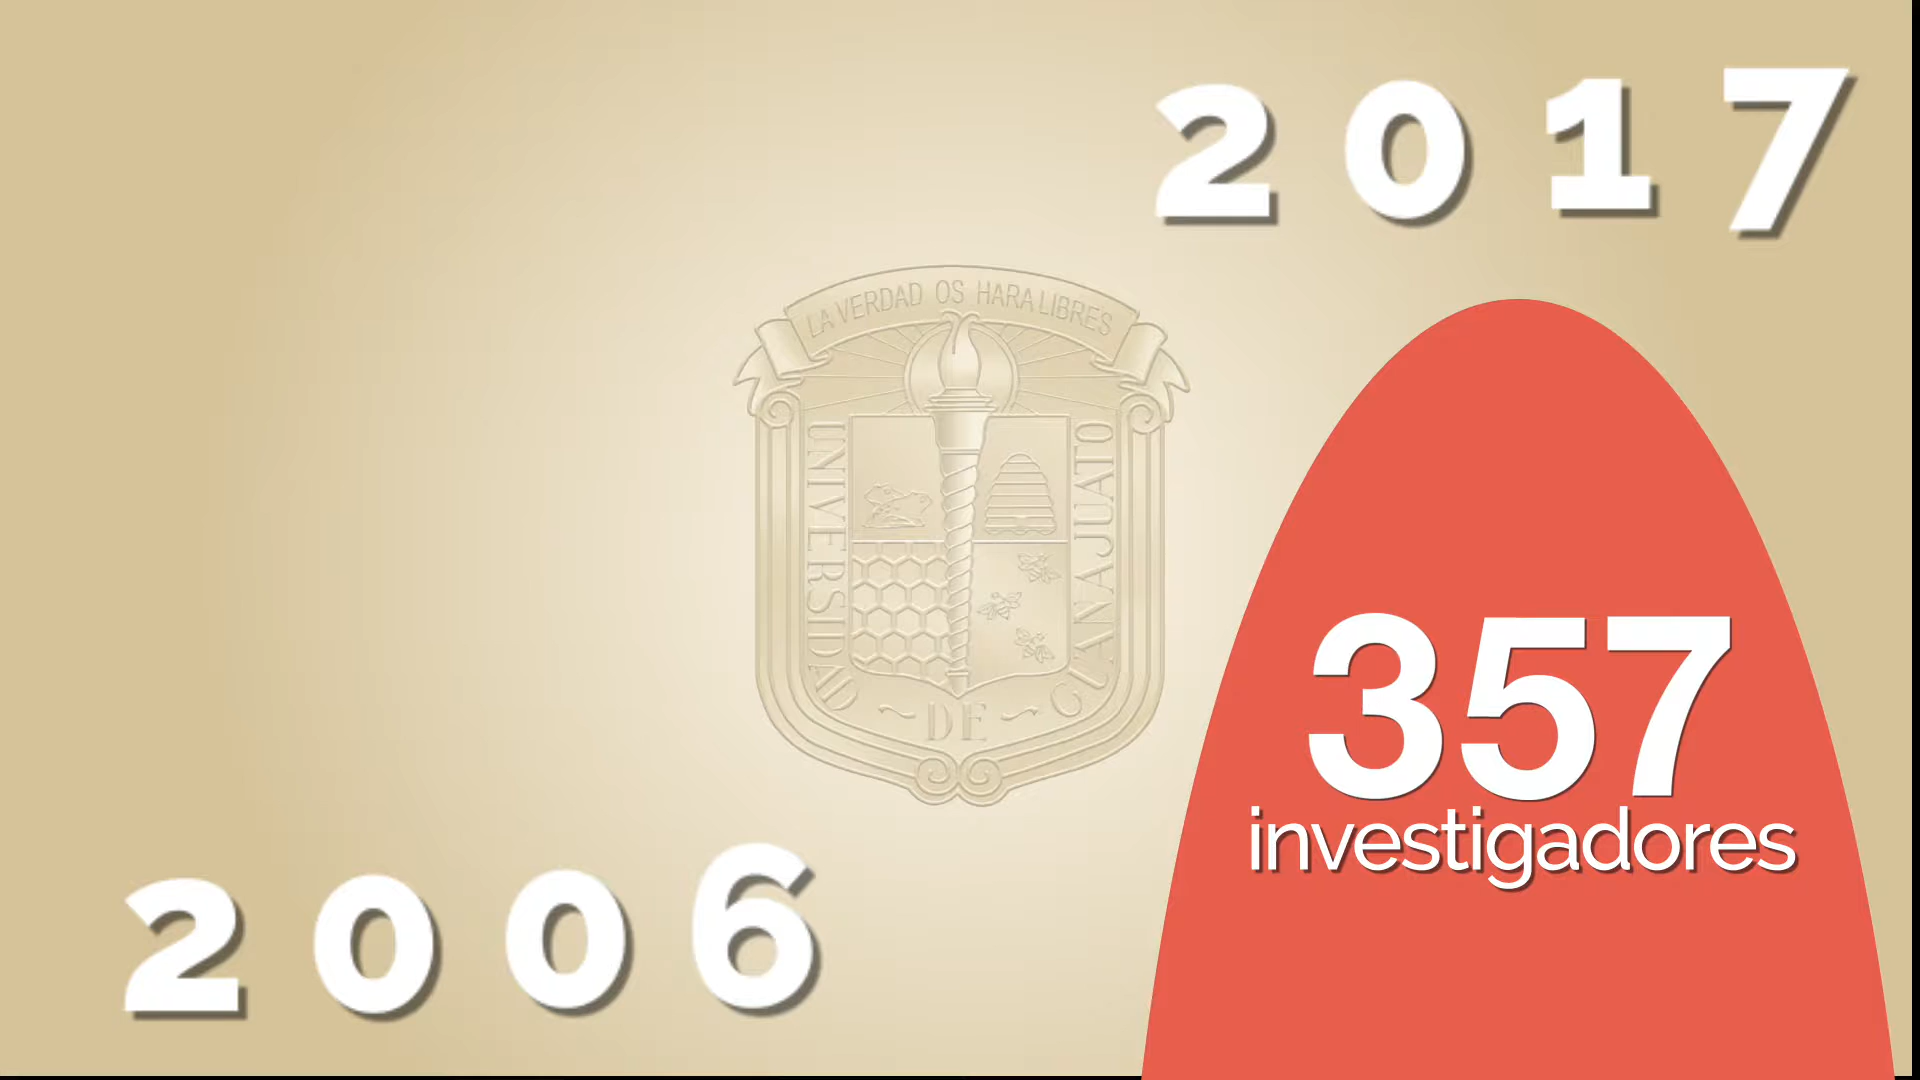 2017
LA VERDAD OS HARA LIBRES
UNIVERSIDAD
DE
GUANAJUATO
357
investigadores
2006